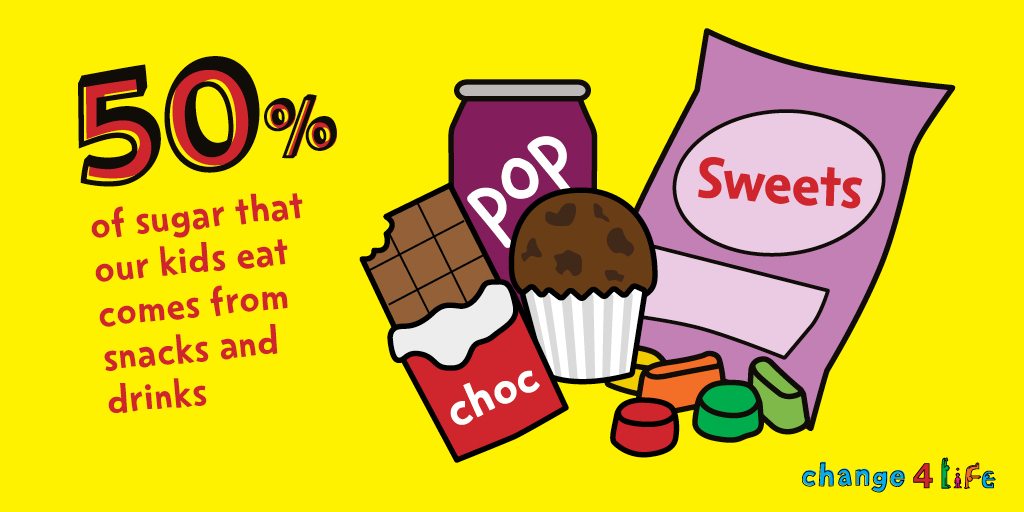 50%
of sugar that
our kids eat
comes from
snacks and
drinks
pop
choc
Sweets
change 4 LiFe